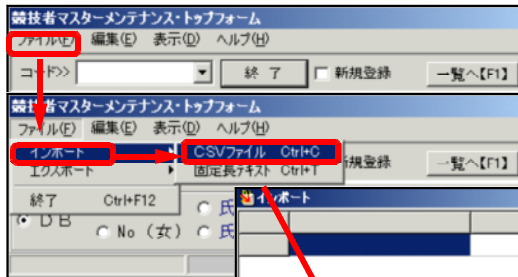 競技者マスターメンテナンス・トップフォーム
ファイル(F) 編集(E) 表示(D) ヘルプ(H)
コード>> 終 了 新規登録 一覧へ【F1】
競技者マスターメンテナンス・トップフォーム
ファイル(F) 編集(E) 表示(D) ヘルプ(H)
インポート CSVファイル Ctrl+C 新規登録 一覧へ【F1】
エクスポート 固定長テキスト Ctrl+T
終了 Ctrl+F12 氏 インポート
DB No (女) 氏